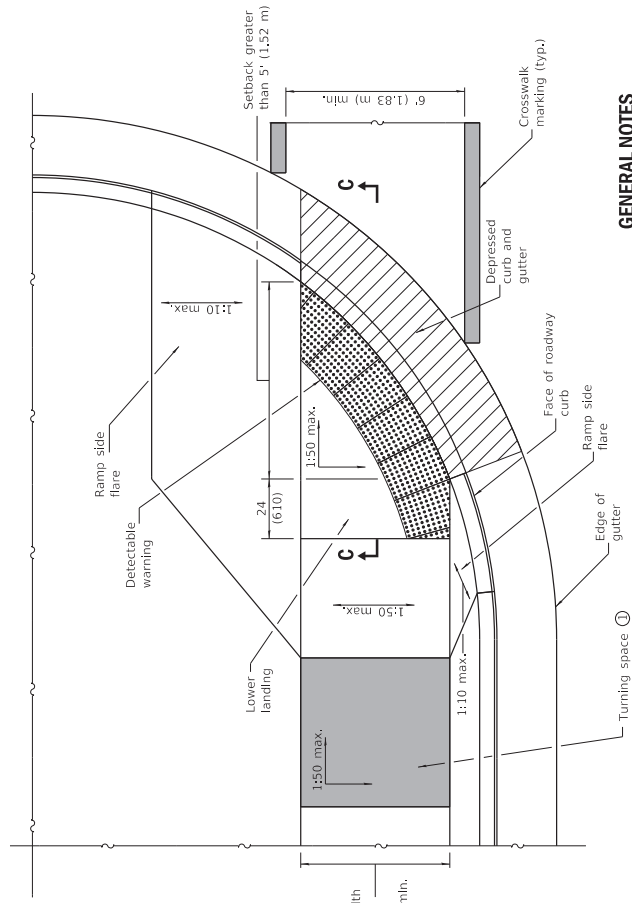 Setback greater
than 5' (1.52 m)
6' (1.83 m) min.
Crosswalk
marking (typ.)
GENERAL NOTES
C
Depressed
curb and
gutter
1:10 max.
Ramp side
flare
Detectable
warning
1:50 max.
24
(610)
C
Face of roadway
curb
Ramp side
flare
Edge of
gutter
Lower
landing
1:50 max.
1:10 max.
1:50 max.
Turning space ①
min.